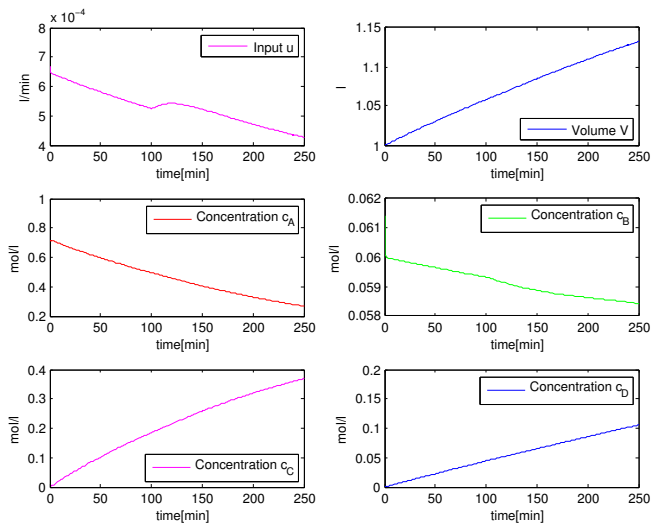 x 10⁻⁴
8
7
6
5
4
l/min
Input u
0 50 100 150 200 250
time[min]
1.15
1.1
1.05
1
l
Volume V
0 50 100 150 200 250
time[min]
1
0.8
0.6
0.4
0.2
mol/l
Concentration c_A
0 50 100 150 200 250
time[min]
0.062
0.061
0.06
0.059
0.058
mol/l
Concentration c_B
0 50 100 150 200 250
time[min]
0.4
0.3
0.2
0.1
0
mol/l
Concentration c_C
0 50 100 150 200 250
time[min]
0.2
0.15
0.1
0.05
0
mol/l
Concentration c_D
0 50 100 150 200 250
time[min]